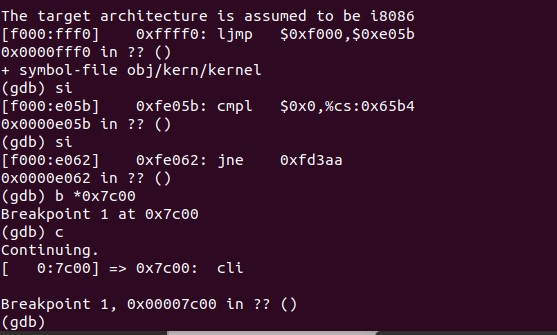 The target architecture is assumed to be i8086
[f000:fff0]    0xffff0: ljmp   $0xf000,$0xe05b
0x0000fff0 in ?? ()
+ symbol-file obj/kern/kernel
(gdb) si
[f000:e05b]    0xfe05b: cmpl   $0x0,%cs:0x65b4
0x0000e05b in ?? ()
(gdb) si
[f000:e062]    0xfe062: jne    0xfd3aa
0x0000e062 in ?? ()
(gdb) b *0x7c00
Breakpoint 1 at 0x7c00
(gdb) c
Continuing.
[   0:7c00] => 0x7c00:  cli
Breakpoint 1, 0x00007c00 in ?? ()
(gdb)